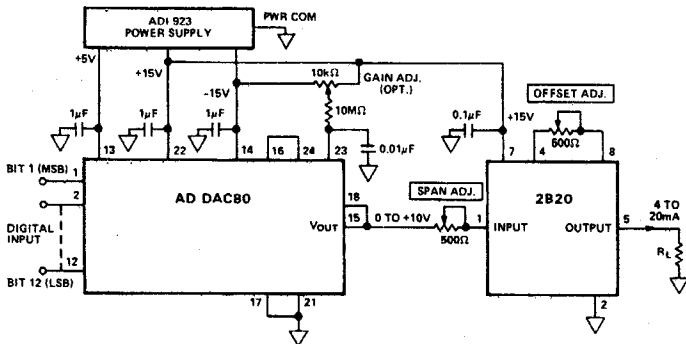 ADI 923
POWER SUPPLY
PWR COM
+5V
+15V
-15V
10kΩ
GAIN ADJ.
(OPT.)
10MΩ
1μF
1μF
1μF
0.01μF
0.1μF
+15V
OFFSET ADJ.
500Ω
13
22
14
16
24
23
7
4
8
BIT 1 (MSB)
1
2
DIGITAL
INPUT
12
BIT 12 (LSB)
AD DAC80
18
15
VOUT
0 TO +10V
SPAN ADJ.
500Ω
1
INPUT
2B20
OUTPUT
5
4 TO
20mA
RL
17
21
2